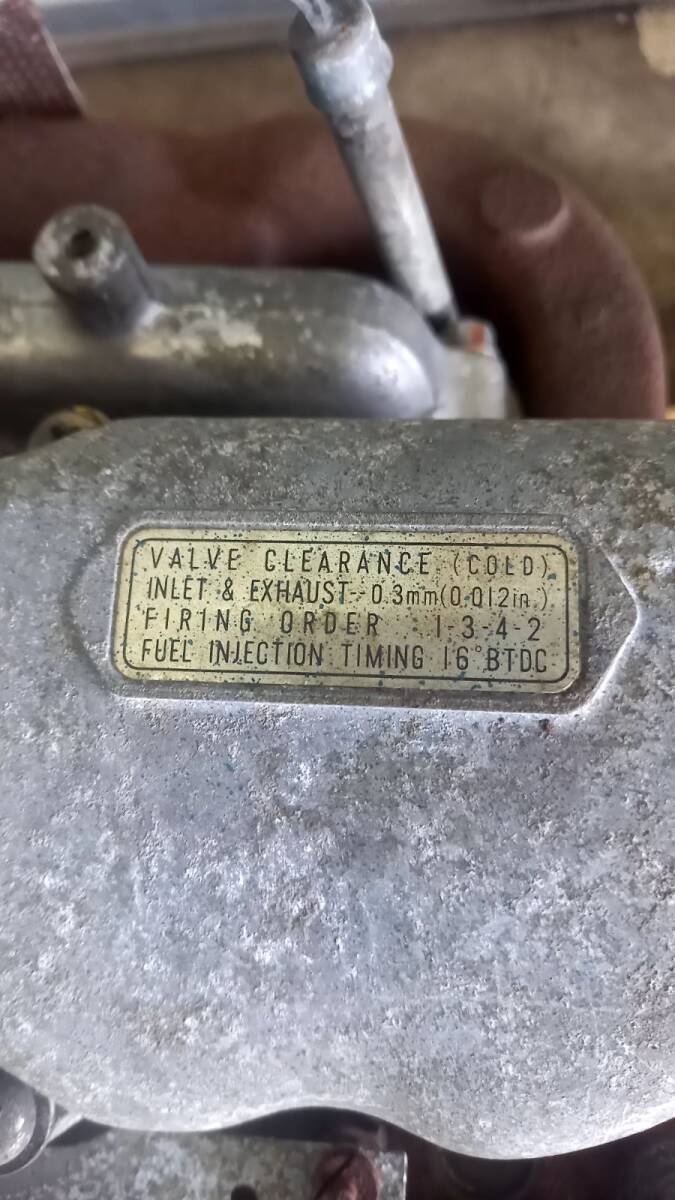 VALVE CLEARANCE (COLD)
INLET & EXHAUST--0.3mm(0.012in.)
FIRING ORDER 1-3-4-2
FUEL INJECTION TIMING 16°BTDC